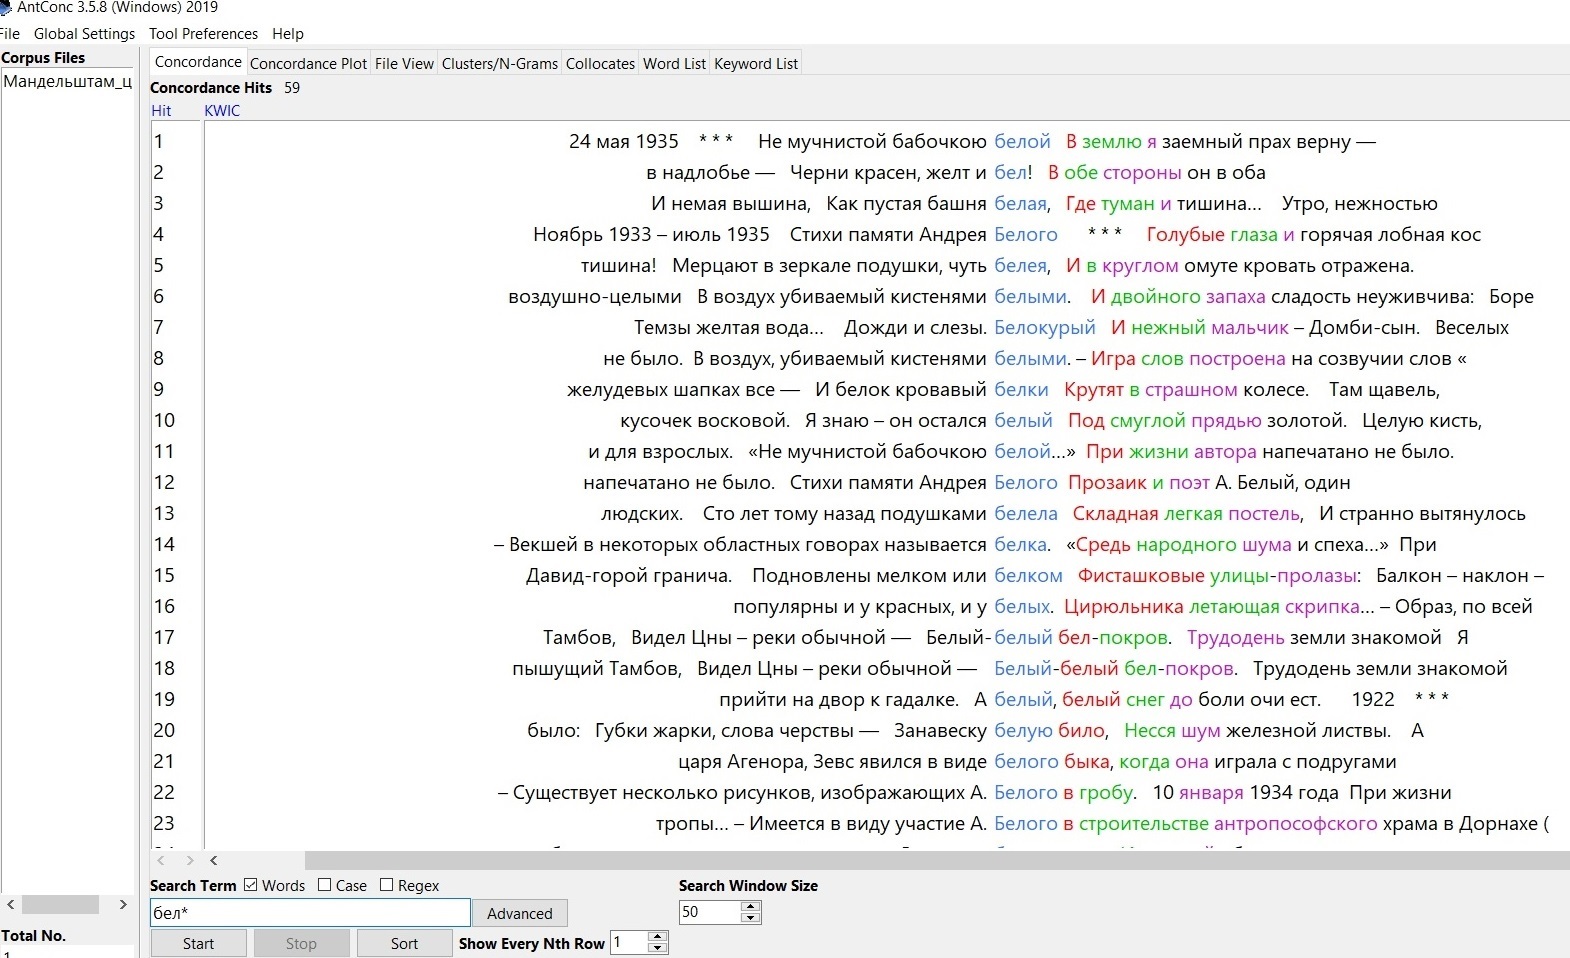 AntConc 3.5.8 (Windows) 2019
File Global Settings Tool Preferences Help
Corpus Files
Мандельштам_ц
Concordance Concordance Plot File View Clusters/N-Grams Collocates Word List Keyword List
Concordance Hits 59
Hit KWIC
1 24 мая 1935 * * * Не мучнистой бабочкою белой В землю я заемный прах верну —
2 в надлобье — Черни красен, желт и бел! В обе стороны он в оба
3 И немая вышина, Как пустая башня белая, Где туман и тишина... Утро, нежностью
4 Ноябрь 1933 – июль 1935 Стихи памяти Андрея Белого * * * Голубые глаза и горячая лобная кос
5 тишина! Мерцают в зеркале подушки, чуть белея, И в круглом омуте кровать отражена.
6 воздушно-целыми В воздух убиваемый кистенями белыми. И двойного запаха сладость неуживчива: Боре
7 Темзы желтая вода... Дожди и слезы. Белокурый И нежный мальчик – Домби-сын. Веселых
8 не было. В воздух, убиваемый кистенями белыми. – Игра слов построена на созвучии слов «
9 желудевых шапках все — И белок кровавый белки Крутят в страшном колесе. Там щавель,
10 кусочек восковой. Я знаю – он остался белый Под смуглой прядью золотой. Целую кисть,
11 и для взрослых. «Не мучнистой бабочкою белой...» При жизни автора напечатано не было.
12 напечатано не было. Стихи памяти Андрея Белого Прозаик и поэт А. Белый, один
13 людских. Сто лет тому назад подушками белела Складная легкая постель, И странно вытянулось
14 – Векшей в некоторых областных говорах называется белка. «Средь народного шума и спеха...» При
15 Давид-горой гранича. Подновлены мелком или белком Фисташковые улицы-пролазы: Балкон – наклон –
16 популярны и у красных, и у белых. Цирюльника летающая скрипка... – Образ, по всей
17 Тамбов, Видел Цны – реки обычной — Белый-белый бел-покров. Трудодень земли знакомой Я
18 пышущий Тамбов, Видел Цны – реки обычной — Белый-белый бел-покров. Трудодень земли знакомой
19 прийти на двор к гадалке. А белый, белый снег до боли очи ест. 1922 * * *
20 было: Губки жарки, слова черствы — Занавеску белую било, Несся шум железной листвы. А
21 царя Агенора, Зевс явился в виде белого быка, когда она играла с подругами
22 – Существует несколько рисунков, изображающих А. Белого в гробу. 10 января 1934 года При жизни
23 тропы... – Имеется в виду участие А. Белого в строительстве антропософского храма в Дорнахе (
Search Term Words Case Regex Search Window Size
бел* Advanced 50
Total No.
Start Stop Sort Show Every Nth Row 1